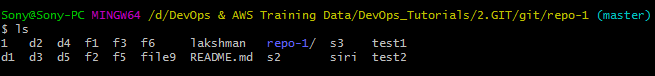 Sony@Sony-PC MINGW64 /d/DevOps & AWS Training Data/DevOps_Tutorials/2.GIT/git/repo-1 (master)
$ ls
1   d2  d4  f1  f3  f6     lakshman   repo-1/  s3    test1
d1  d3  d5  f2  f5  file9  README.md  s2       siri  test2